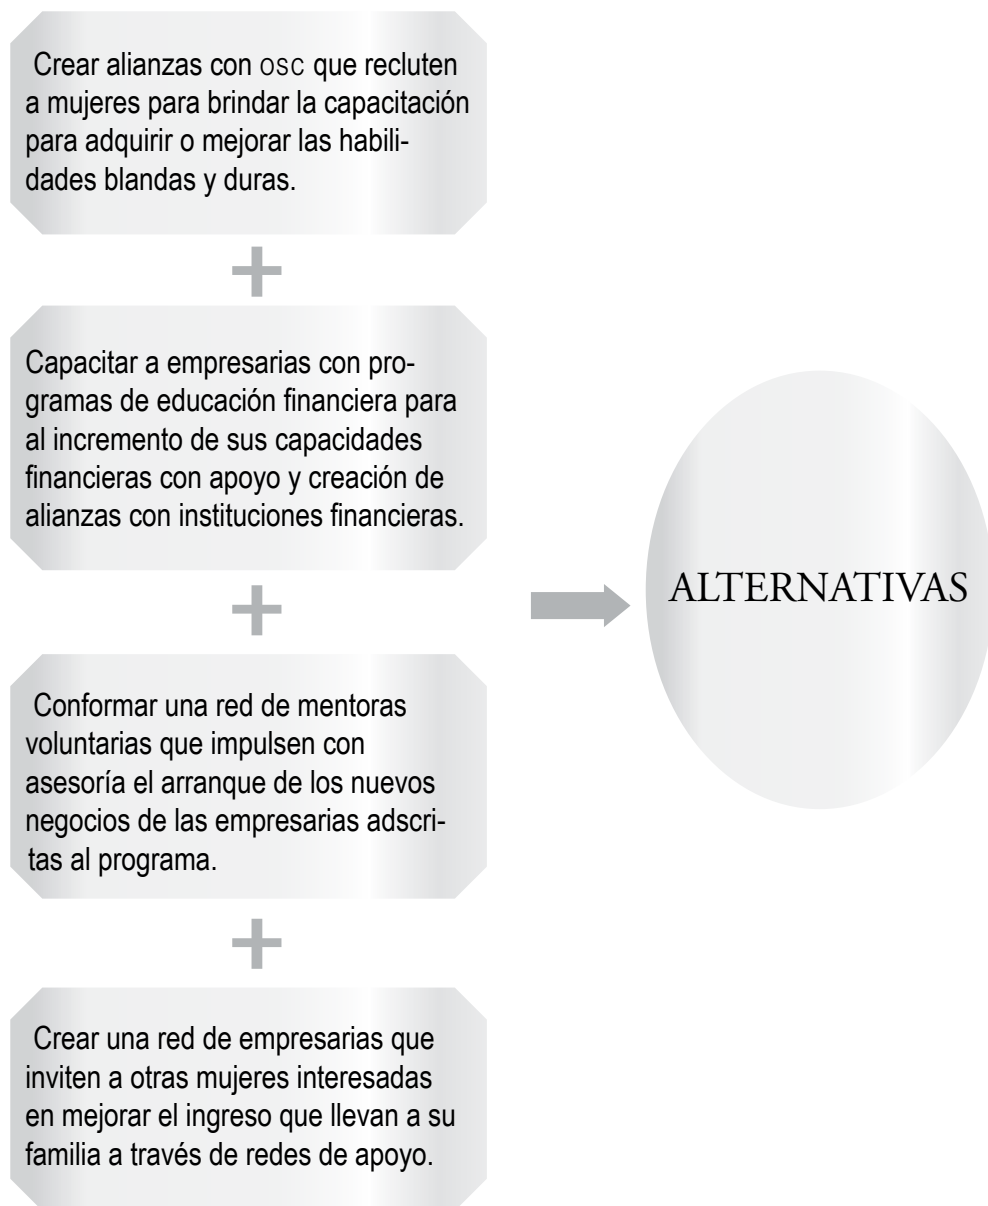 Crear alianzas con osc que recluten
a mujeres para brindar la capacitación
para adquirir o mejorar las habili-
dades blandas y duras.
+
Capacitar a empresarias con pro-
gramas de educación financiera para
al incremento de sus capacidades
financieras con apoyo y creación de
alianzas con instituciones financieras.
+
Conformar una red de mentoras
voluntarias que impulsen con
asesoría el arranque de los nuevos
negocios de las empresarias adscri-
tas al programa.
+
Crear una red de empresarias que
inviten a otras mujeres interesadas
en mejorar el ingreso que llevan a su
familia a través de redes de apoyo.
ALTERNATIVAS